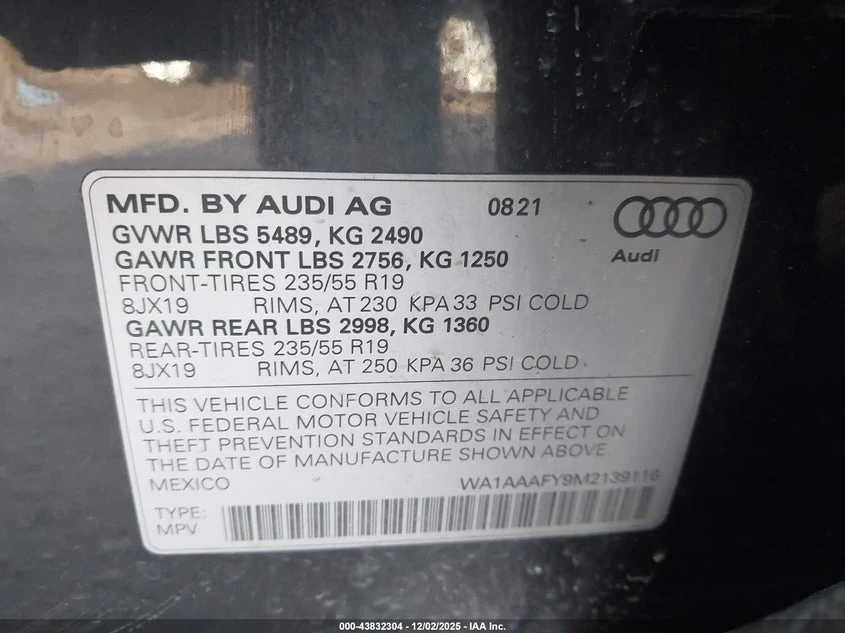 MFD. BY AUDI AG 0821
Audi
GVWR LBS 5489, KG 2490
GAWR FRONT LBS 2756, KG 1250
FRONT-TIRES 235/55 R19
8JX19 RIMS, AT 230 KPA 33 PSI COLD
GAWR REAR LBS 2998, KG 1360
REAR-TIRES 235/55 R19
8JX19 RIMS, AT 250 KPA 36 PSI COLD
THIS VEHICLE CONFORMS TO ALL APPLICABLE
U.S. FEDERAL MOTOR VEHICLE SAFETY AND
THEFT PREVENTION STANDARDS IN EFFECT ON
THE DATE OF MANUFACTURE SHOWN ABOVE.
MEXICO WA1AAAFY9M2139116
TYPE:
MPV
000-43832304 - 12/02/2025 - IAA Inc.